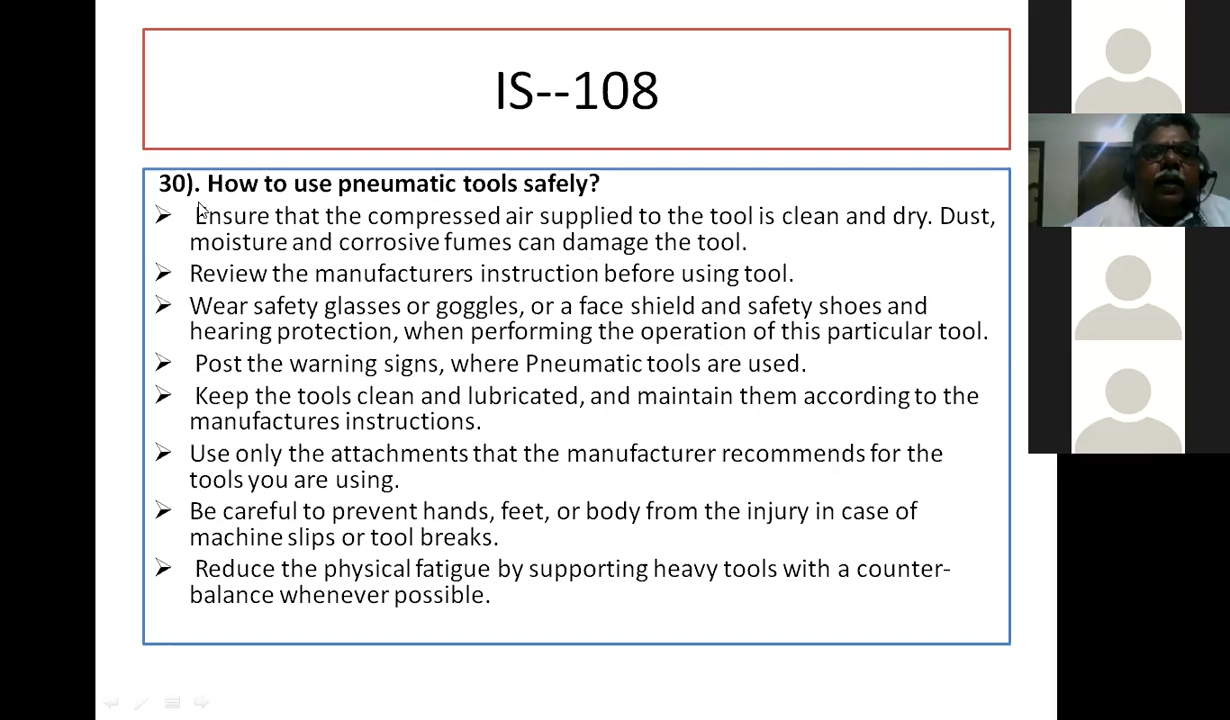 IS--108
30). How to use pneumatic tools safely?
➢ Ensure that the compressed air supplied to the tool is clean and dry. Dust,
moisture and corrosive fumes can damage the tool.
➢ Review the manufacturers instruction before using tool.
➢ Wear safety glasses or goggles, or a face shield and safety shoes and
hearing protection, when performing the operation of this particular tool.
➢ Post the warning signs, where Pneumatic tools are used.
➢ Keep the tools clean and lubricated, and maintain them according to the
manufactures instructions.
➢ Use only the attachments that the manufacturer recommends for the
tools you are using.
➢ Be careful to prevent hands, feet, or body from the injury in case of
machine slips or tool breaks.
➢ Reduce the physical fatigue by supporting heavy tools with a counter-
balance whenever possible.